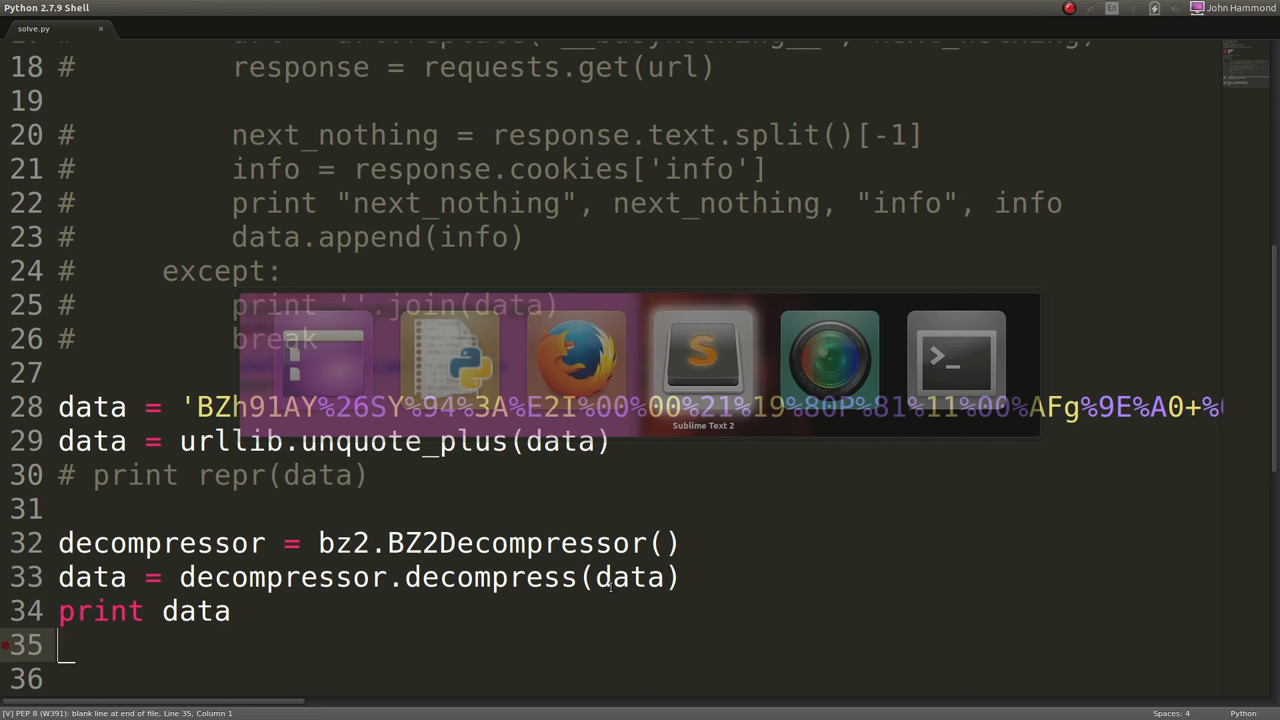 Python 2.7.9 Shell
En
John Hammond
solve.py
×
18 # response = requests.get(url)
19
20 # next_nothing = response.text.split()[-1]
21 # info = response.cookies['info']
22 # print "next_nothing", next_nothing, "info", info
23 # data.append(info)
24 # except:
25 # print ''.join(data)
26 # break
27
28 data = 'BZh91AY%26SY%94%3A%E2I%00%00%21%19%80P%81%11%00%AFg%9E%A0+%
29 data = urllib.unquote_plus(data)
Sublime Text 2
30 # print repr(data)
31
32 decompressor = bz2.BZ2Decompressor()
33 data = decompressor.decompress(data)
34 print data
35
36
[V] PEP 8 (W391): blank line at end of file, Line 35, Column 1
Spaces: 4
Python